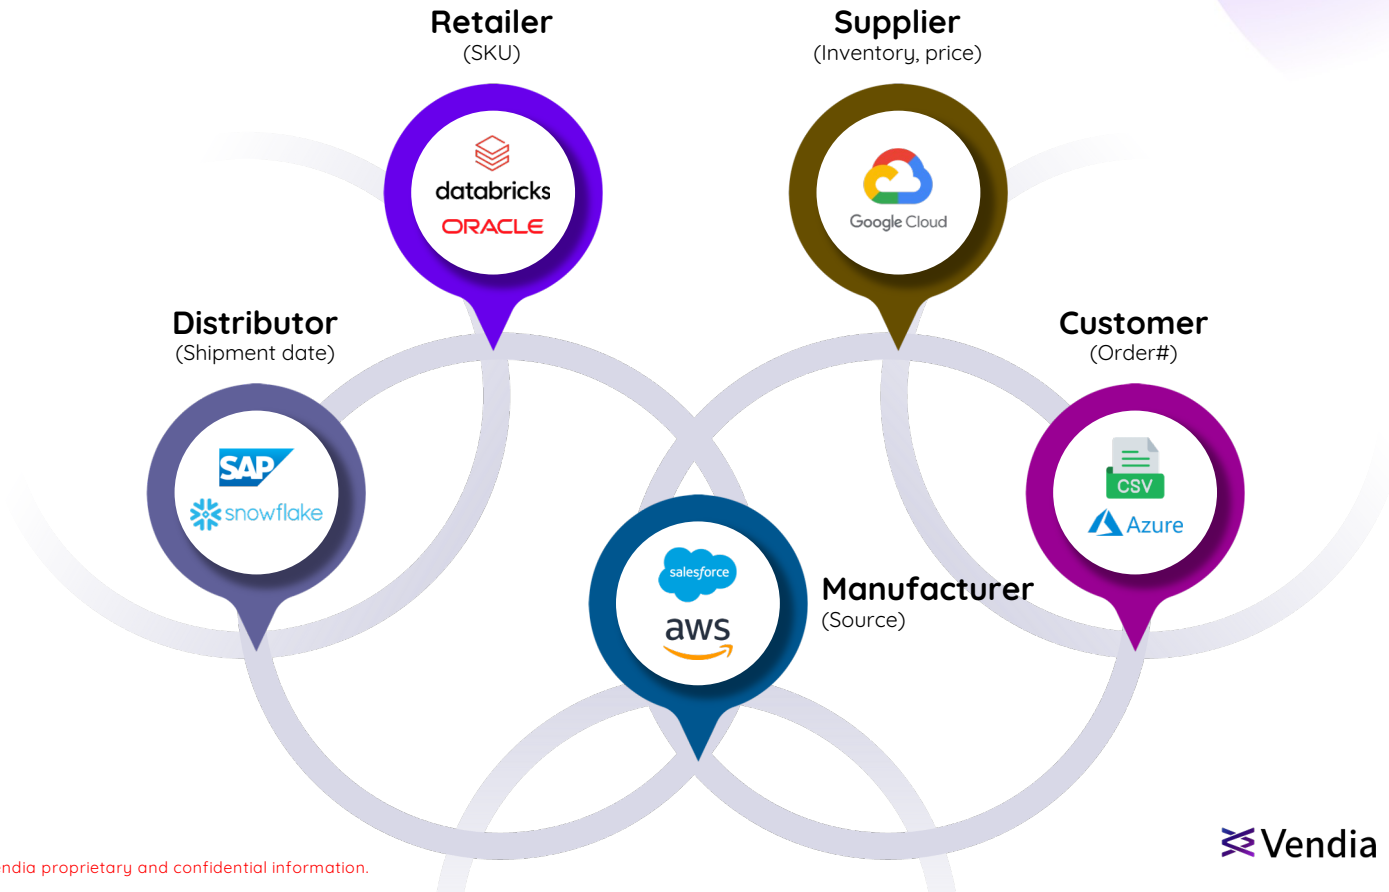 Retailer
(SKU)
Supplier
(Inventory, price)
databricks
ORACLE
Google Cloud
Distributor
(Shipment date)
Customer
(Order#)
SAP
snowflake
CSV
Azure
salesforce
aws
Manufacturer
(Source)
Vendia
endia proprietary and confidential information.